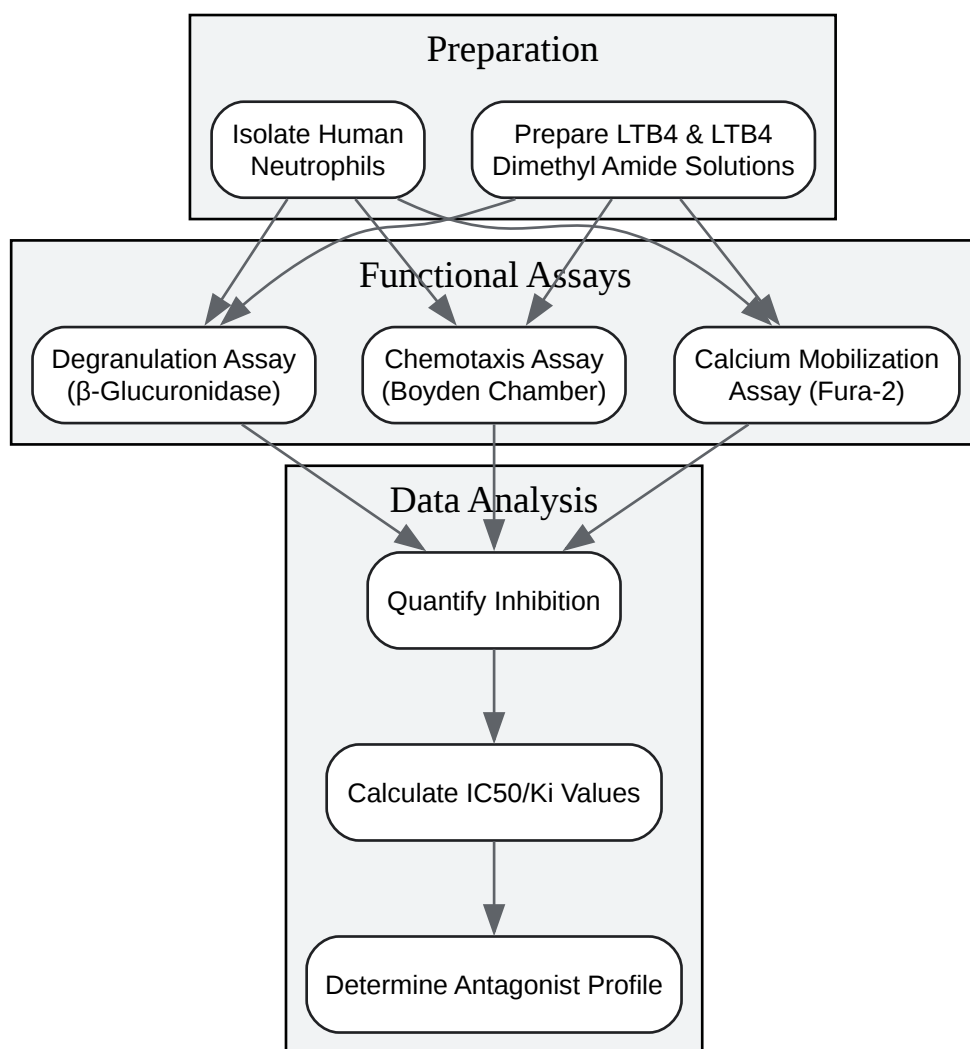 Preparation
Isolate Human
Neutrophils
Prepare LTB4 & LTB4
Dimethyl Amide Solutions
Functional Assays
Degranulation Assay
(β-Glucuronidase)
Chemotaxis Assay
(Boyden Chamber)
Calcium Mobilization
Assay (Fura-2)
Data Analysis
Quantify Inhibition
Calculate IC50/Ki Values
Determine Antagonist Profile